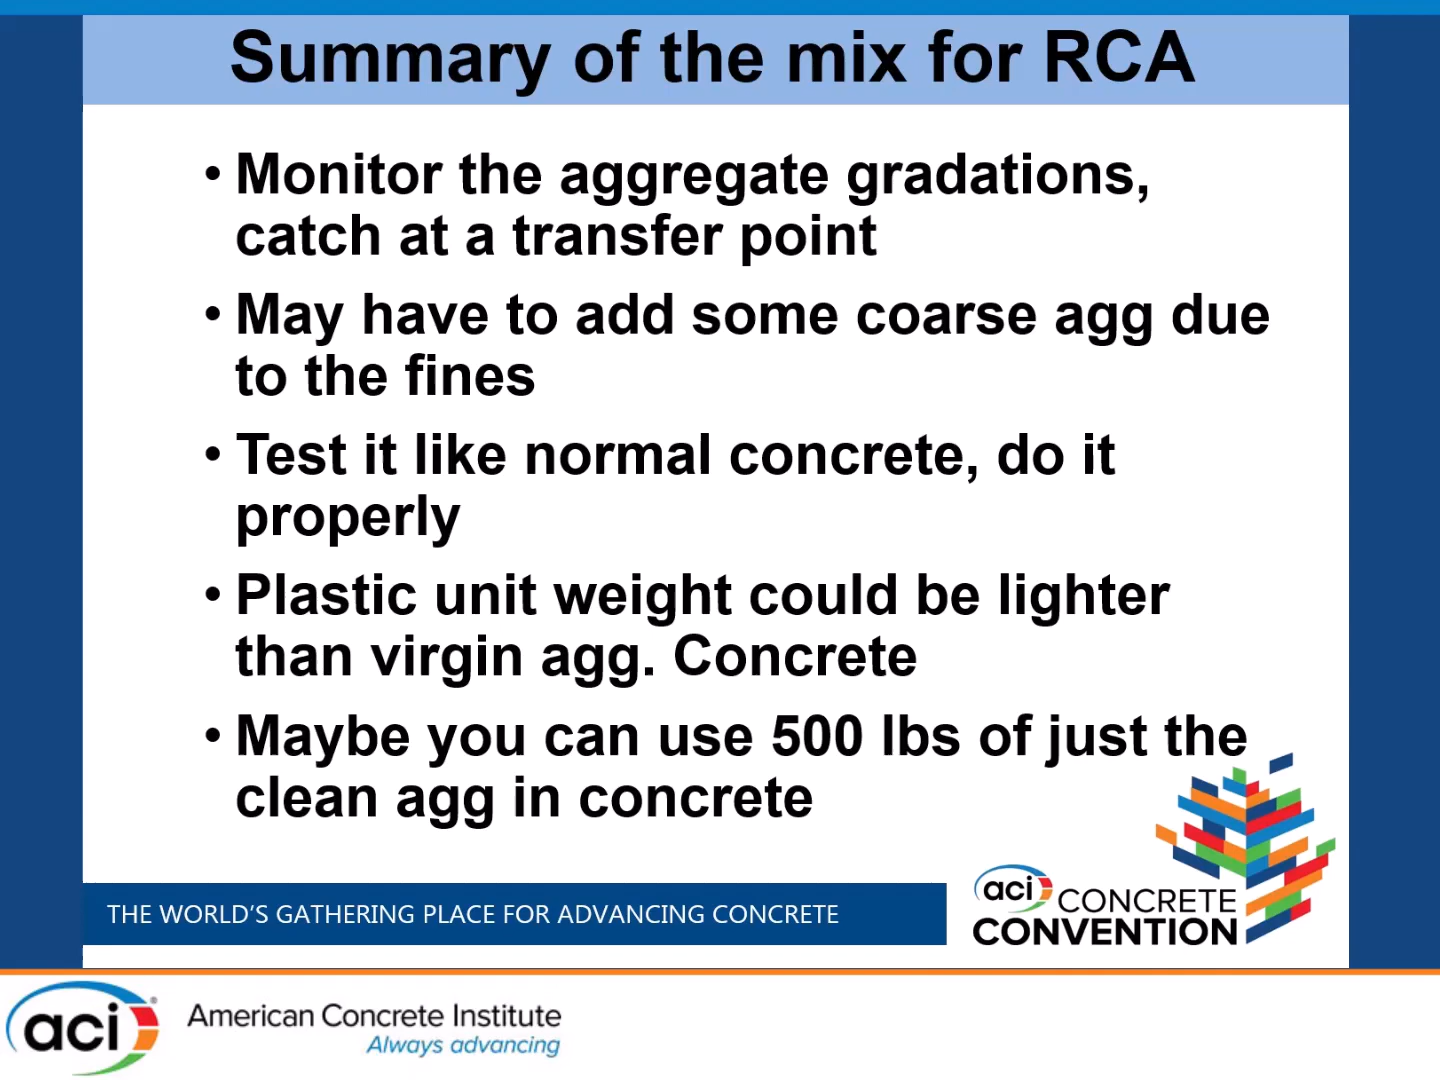 Summary of the mix for RCA
• Monitor the aggregate gradations,
catch at a transfer point
• May have to add some coarse agg due
to the fines
• Test it like normal concrete, do it
properly
• Plastic unit weight could be lighter
than virgin agg. Concrete
• Maybe you can use 500 lbs of just the
clean agg in concrete
THE WORLD’S GATHERING PLACE FOR ADVANCING CONCRETE
aci CONCRETE
CONVENTION
aci® American Concrete Institute
Always advancing